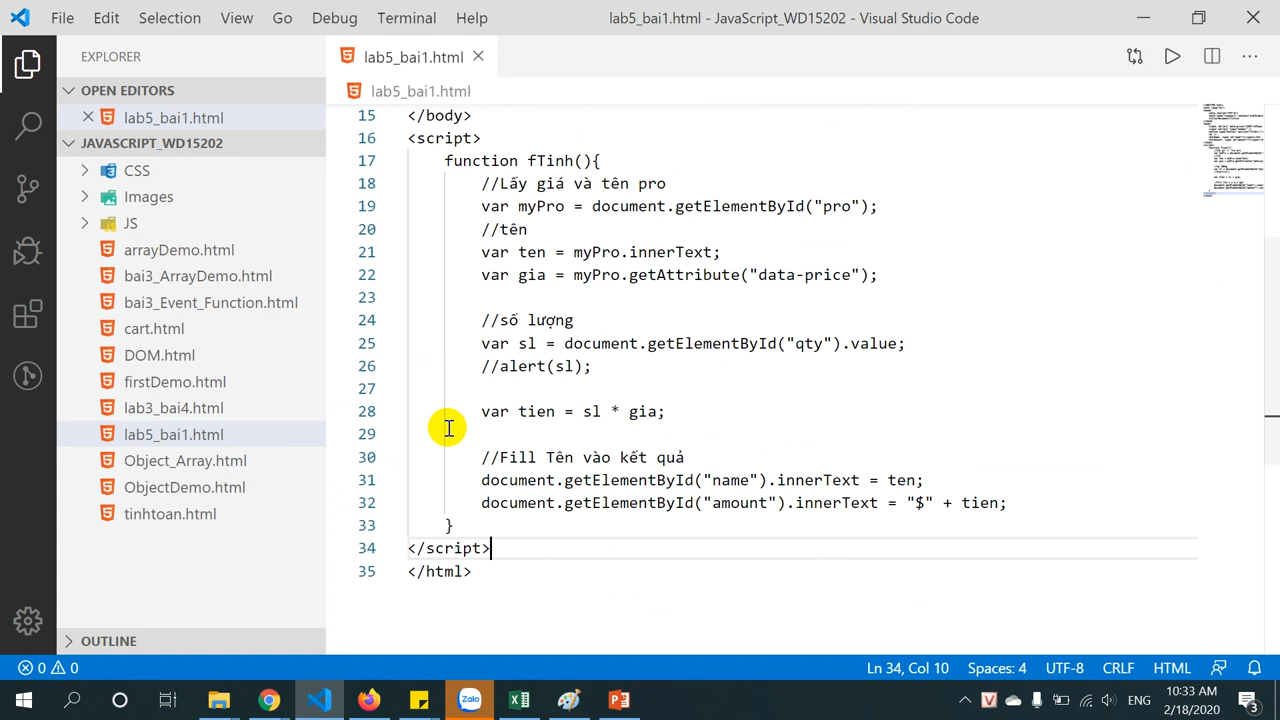 File Edit Selection View Go Debug Terminal Help lab5_bai1.html - JavaScript_WD15202 - Visual Studio Code
EXPLORER
OPEN EDITORS
lab5_bai1.html
JAVASCRIPT_WD15202
CSS
Images
JS
arrayDemo.html
bai3_ArrayDemo.html
bai3_Event_Function.html
cart.html
DOM.html
firstDemo.html
lab3_bai4.html
lab5_bai1.html
Object_Array.html
ObjectDemo.html
tinhtoan.html
OUTLINE
lab5_bai1.html
lab5_bai1.html
15 </body>
16 <script>
17 function fTinh(){
18 //Lấy giá và tên pro
19 var myPro = document.getElementById("pro");
20 //tên
21 var ten = myPro.innerText;
22 var gia = myPro.getAttribute("data-price");
23
24 //số lượng
25 var sl = document.getElementById("qty").value;
26 //alert(sl);
27
28 var tien = sl * gia;
29
30 //Fill Tên vào kết quả
31 document.getElementById("name").innerText = ten;
32 document.getElementById("amount").innerText = "$" + tien;
33 }
34 </script>
35 </html>
0 0 Ln 34, Col 10 Spaces: 4 UTF-8 CRLF HTML
Zalo ENG 10:33 AM
2/18/2020 3